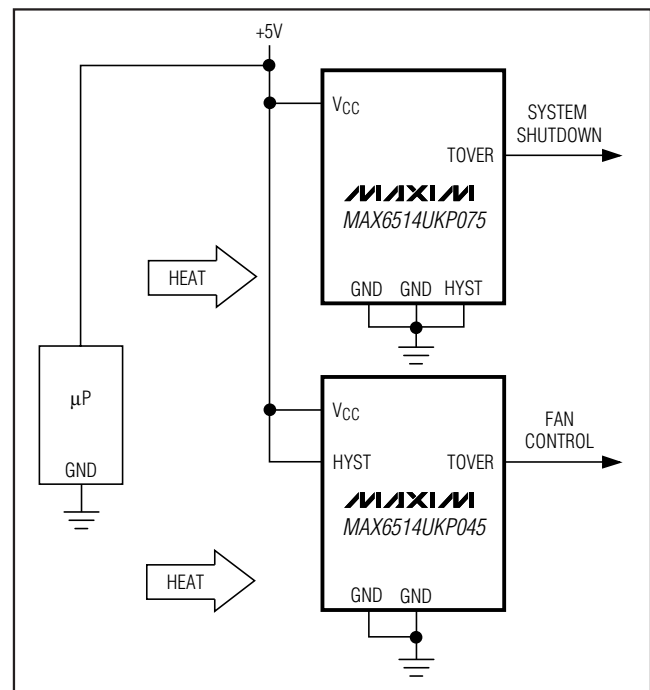 +5V
VCC
TOVER
SYSTEM
SHUTDOWN
MAXIM
MAX6514UKP075
GND GND HYST
HEAT
μP
GND
VCC
HYST
TOVER
FAN
CONTROL
MAXIM
MAX6514UKP045
GND GND
HEAT